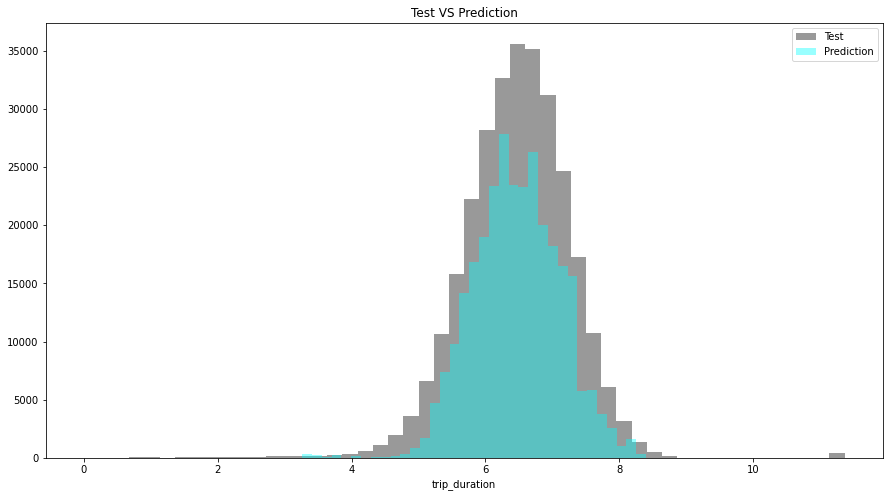 Test VS Prediction
Test
Prediction
35000
30000
25000
20000
15000
10000
5000
0
0 2 4 6 8 10
trip_duration